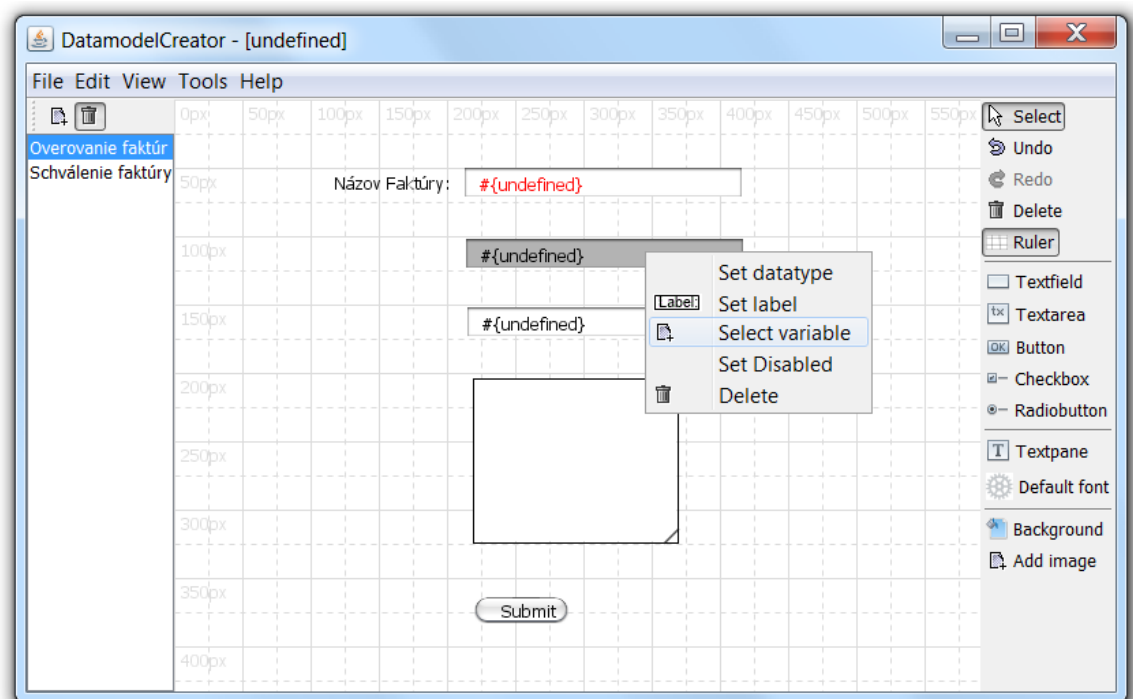 DatamodelCreator - [undefined]
File Edit View Tools Help
0px 50px 100px 150px 200px 250px 300px 350px 400px 450px 500px 550px
Overovanie faktúr
Schválenie faktúry
50px
Názov Faktúry: #{undefined}
100px
#{undefined}
150px
#{undefined}
200px
250px
300px
350px
Submit
400px
Set datatype
Label: Set label
Select variable
Set Disabled
Delete
Select
Undo
Redo
Delete
Ruler
Textfield
tx Textarea
OK Button
Checkbox
Radiobutton
T Textpane
Default font
Background
Add image